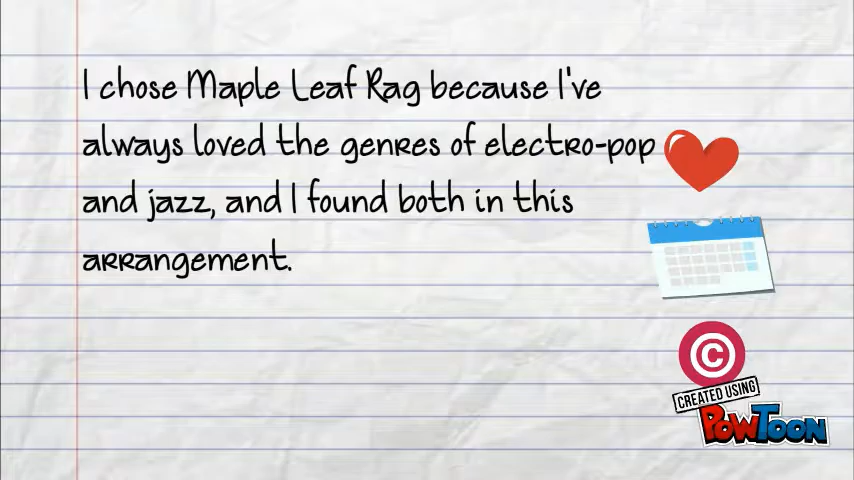 I chose Maple Leaf Rag because I've
always loved the genres of electro-pop
and jazz, and I found both in this
arrangement.
©
CREATED USING
POWTOON